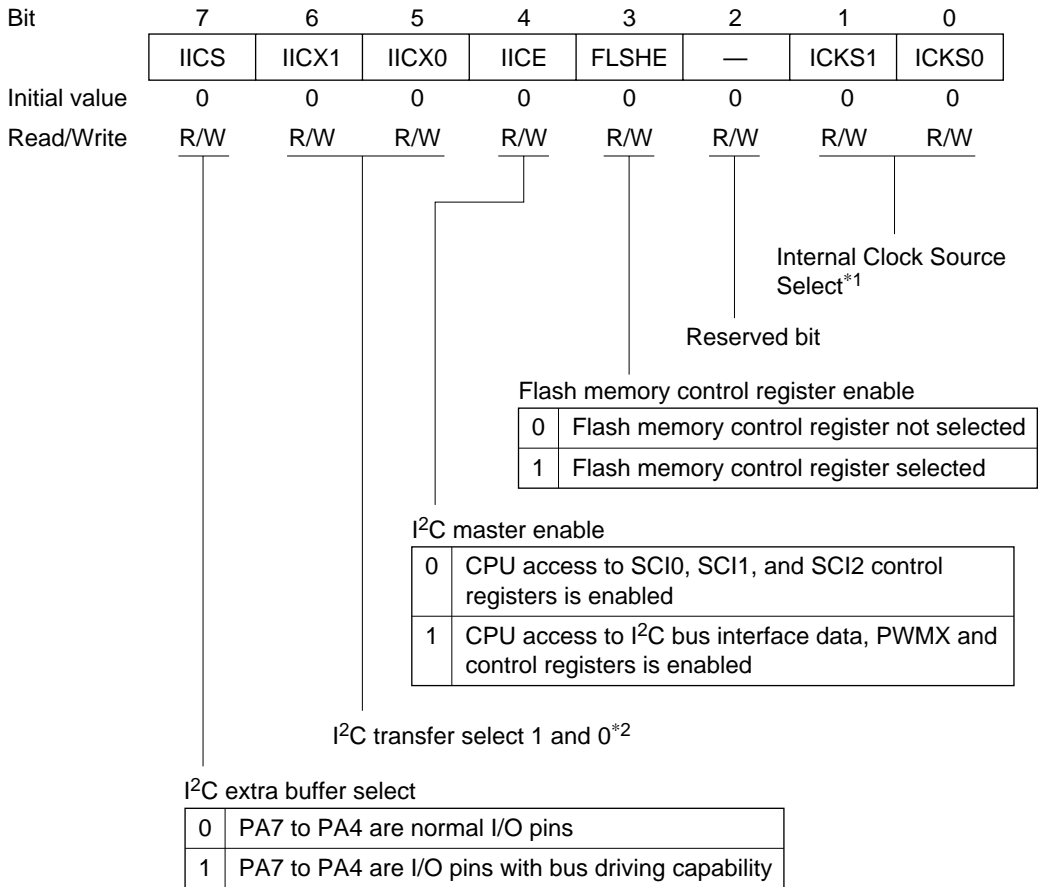 Bit 7 6 5 4 3 2 1 0
IICS IICX1 IICX0 IICE FLSHE — ICKS1 ICKS0
Initial value 0 0 0 0 0 0 0 0
Read/Write R/W R/W R/W R/W R/W R/W R/W R/W
Internal Clock Source
Select*1
Reserved bit
Flash memory control register enable
0 Flash memory control register not selected
1 Flash memory control register selected
I2C master enable
0 CPU access to SCI0, SCI1, and SCI2 control
registers is enabled
1 CPU access to I2C bus interface data, PWMX and
control registers is enabled
I2C transfer select 1 and 0*2
I2C extra buffer select
0 PA7 to PA4 are normal I/O pins
1 PA7 to PA4 are I/O pins with bus driving capability